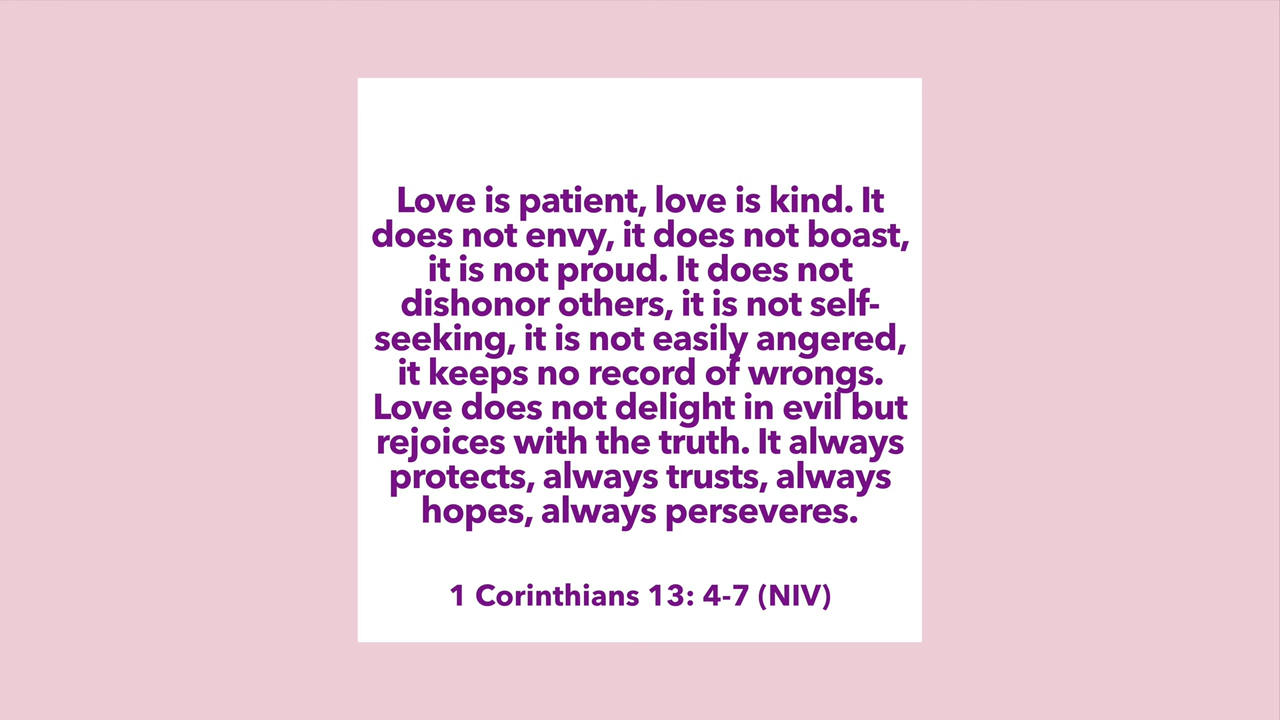 Love is patient, love is kind. It
does not envy, it does not boast,
it is not proud. It does not
dishonor others, it is not self-
seeking, it is not easily angered,
it keeps no record of wrongs.
Love does not delight in evil but
rejoices with the truth. It always
protects, always trusts, always
hopes, always perseveres.
1 Corinthians 13: 4-7 (NIV)